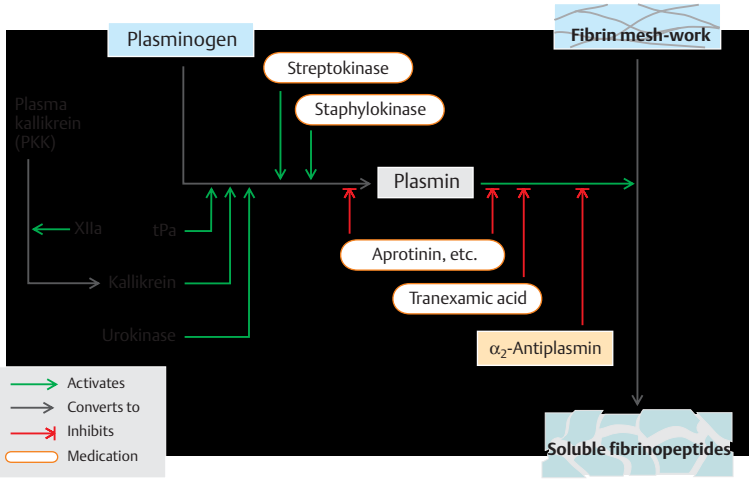 Plasminogen
Fibrin mesh-work
Streptokinase
Staphylokinase
Plasma
kallikrein
(PKK)
Plasmin
XIIa
tPa
Aprotinin, etc.
Kallikrein
Tranexamic acid
Urokinase
α₂-Antiplasmin
Activates
Converts to
Inhibits
Medication
Soluble fibrinopeptides